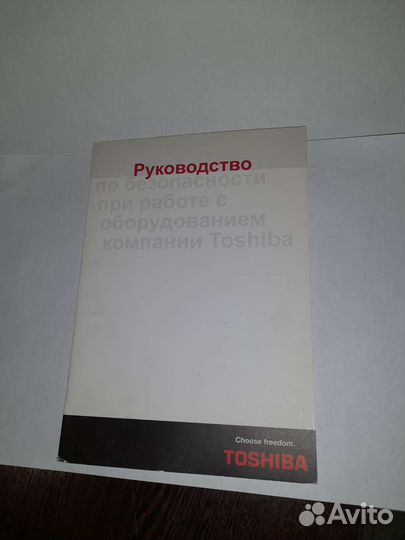 Руководство
по безопасности
при работе с
оборудованием
компании Toshiba
Choose freedom.
TOSHIBA
Avito